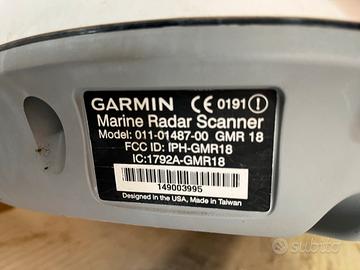 GARMIN CE 0191
Marine Radar Scanner
Model: 011-01487-00 GMR 18
FCC ID: IPH-GMR18
IC:1792A-GMR18
149003995
Designed in the USA, Made in Taiwan
subito